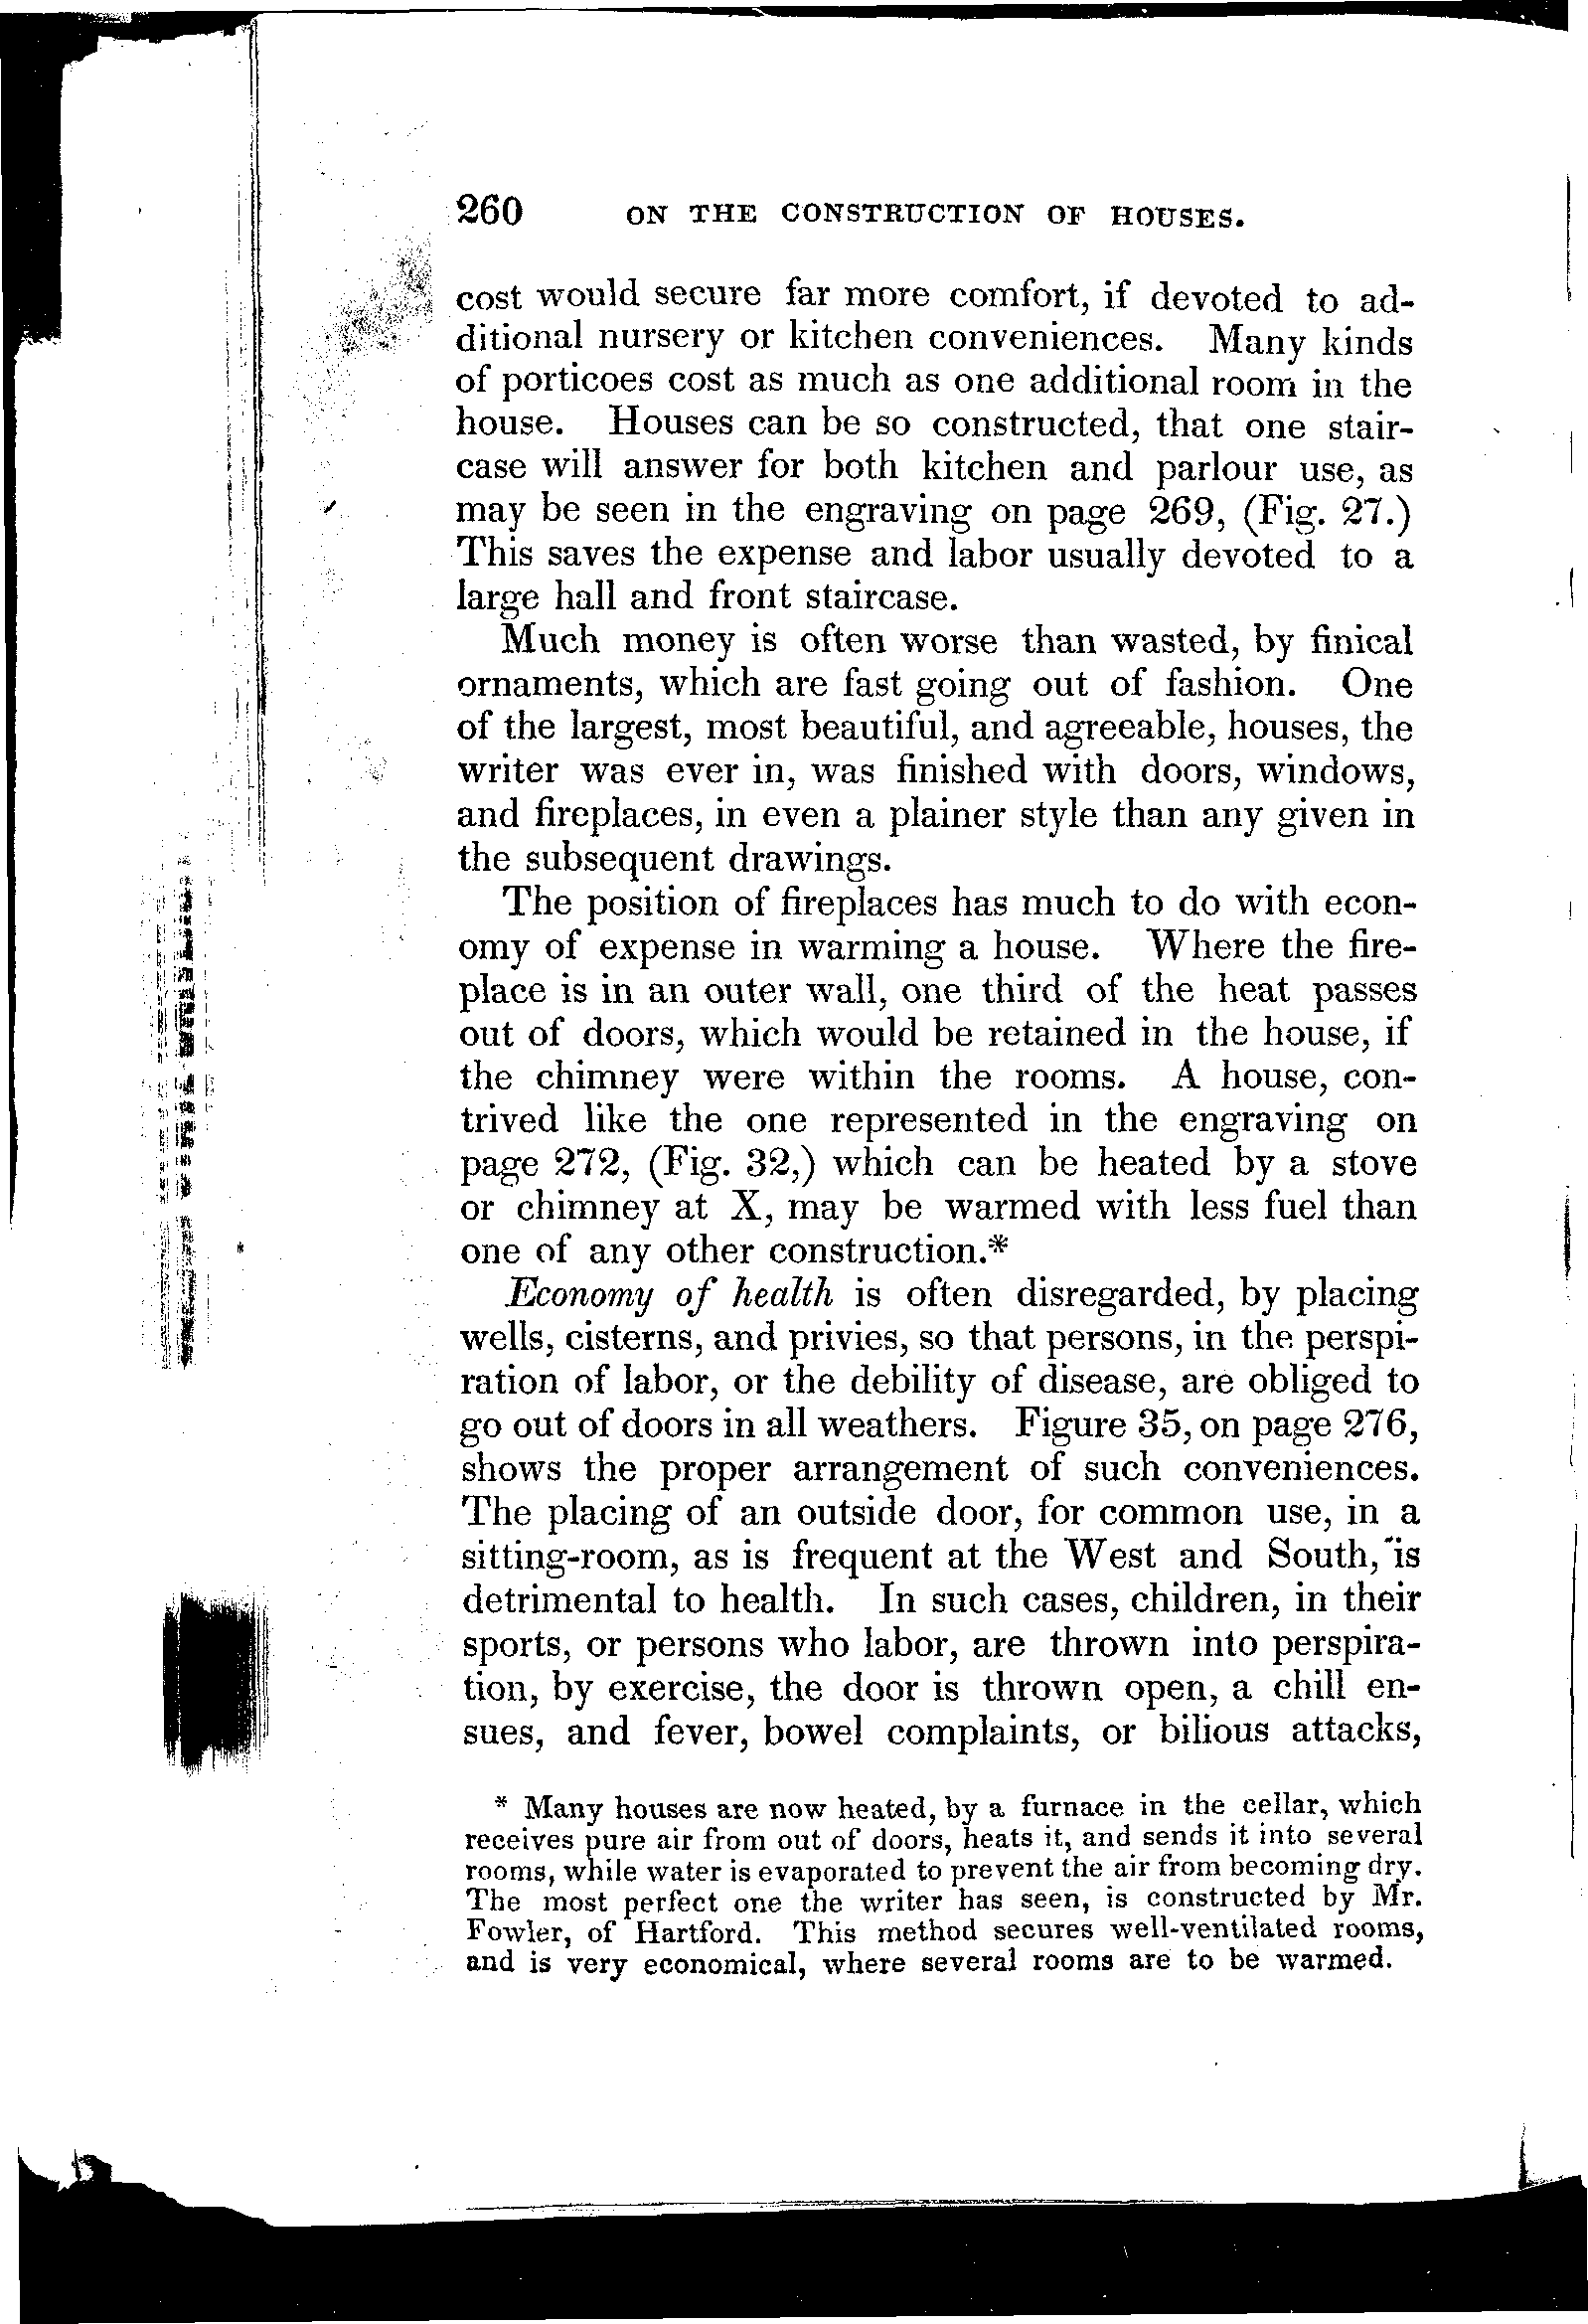 260 ON THE CONSTRUCTION OF HOUSES.
cost would secure far more comfort, if devoted to ad-
ditional nursery or kitchen conveniences. Many kinds
of porticoes cost as much as one additional room in the
house. Houses can be so constructed, that one stair-
case will answer for both kitchen and parlour use, as
may be seen in the engraving on page 269, (Fig. 27.)
This saves the expense and labor usually devoted to a
large hall and front staircase.
Much money is often worse than wasted, by finical
ornaments, which are fast going out of fashion. One
of the largest, most beautiful, and agreeable, houses, the
writer was ever in, was finished with doors, windows,
and fireplaces, in even a plainer style than any given in
the subsequent drawings.
The position of fireplaces has much to do with econ-
omy of expense in warming a house. Where the fire-
place is in an outer wall, one third of the heat passes
out of doors, which would be retained in the house, if
the chimney were within the rooms. A house, con-
trived like the one represented in the engraving on
page 272, (Fig. 32,) which can be heated by a stove
or chimney at X, may be warmed with less fuel than
one of any other construction.*
Economy of health is often disregarded, by placing
wells, cisterns, and privies, so that persons, in the perspi-
ration of labor, or the debility of disease, are obliged to
go out of doors in all weathers. Figure 35, on page 276,
shows the proper arrangement of such conveniences.
The placing of an outside door, for common use, in a
sitting-room, as is frequent at the West and South, is
detrimental to health. In such cases, children, in their
sports, or persons who labor, are thrown into perspira-
tion, by exercise, the door is thrown open, a chill en-
sues, and fever, bowel complaints, or bilious attacks,
* Many houses are now heated, by a furnace in the cellar, which
receives pure air from out of doors, heats it, and sends it into several
rooms, while water is evaporated to prevent the air from becoming dry.
The most perfect one the writer has seen, is constructed by Mr.
Fowler, of Hartford. This method secures well-ventilated rooms,
and is very economical, where several rooms are to be warmed.